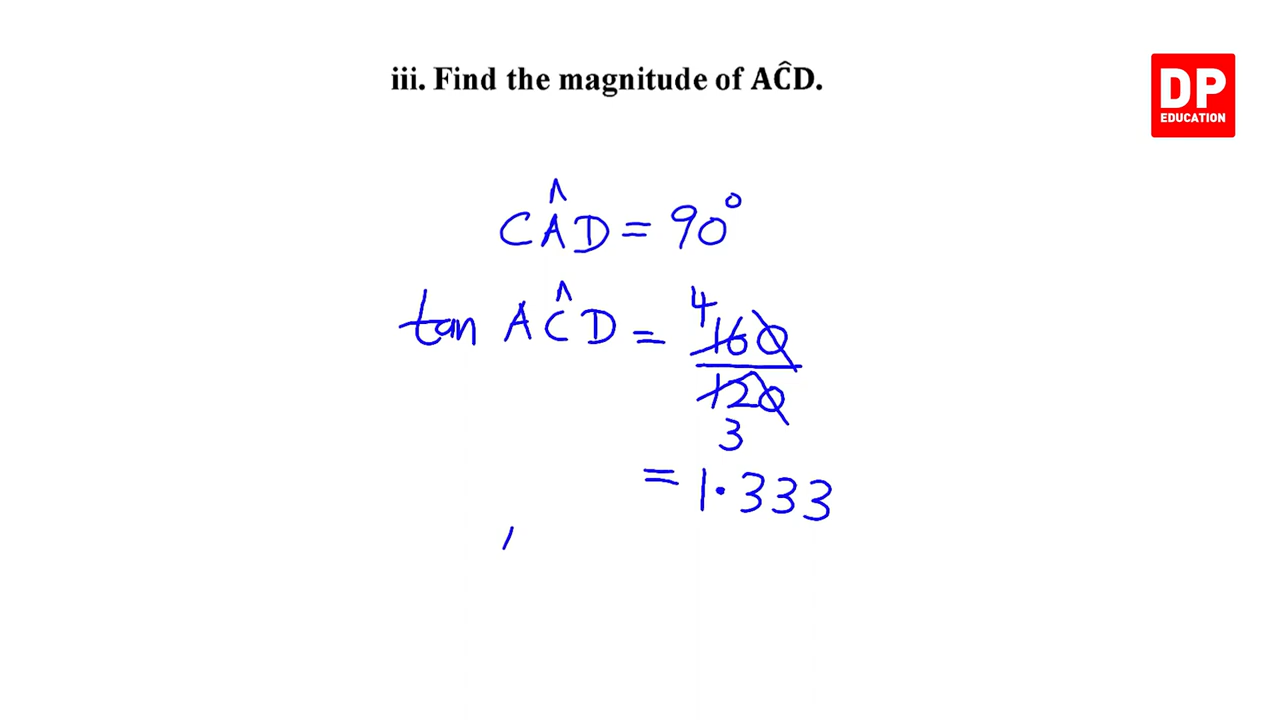 iii. Find the magnitude of AĈD.
DP
EDUCATION
CÂD = 90°
tan AĈD = 4
160
120
3
= 1.333